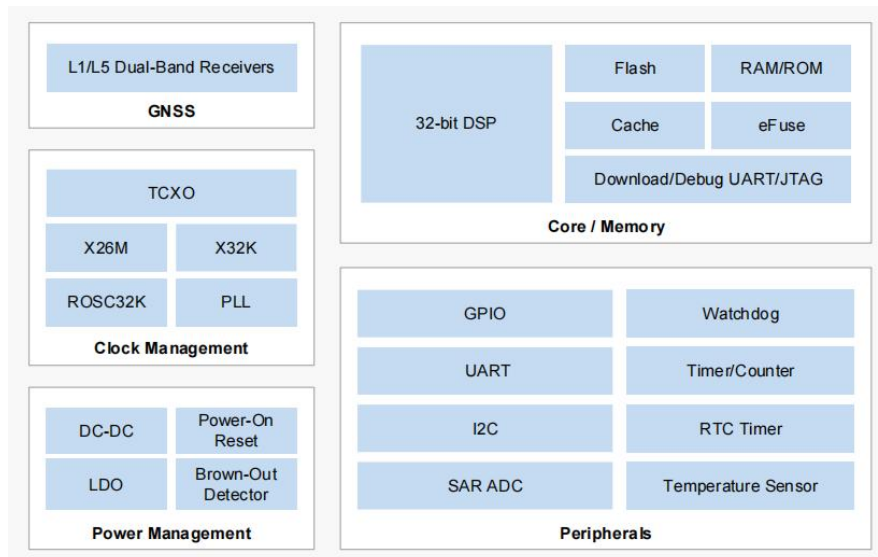 L1/L5 Dual-Band Receivers
GNSS
TCXO
X26M
X32K
ROSC32K
PLL
Clock Management
DC-DC
Power-On
Reset
LDO
Brown-Out
Detector
Power Management
32-bit DSP
Flash
RAM/ROM
Cache
eFuse
Download/Debug UART/JTAG
Core / Memory
GPIO
Watchdog
UART
Timer/Counter
I2C
RTC Timer
SAR ADC
Temperature Sensor
Peripherals